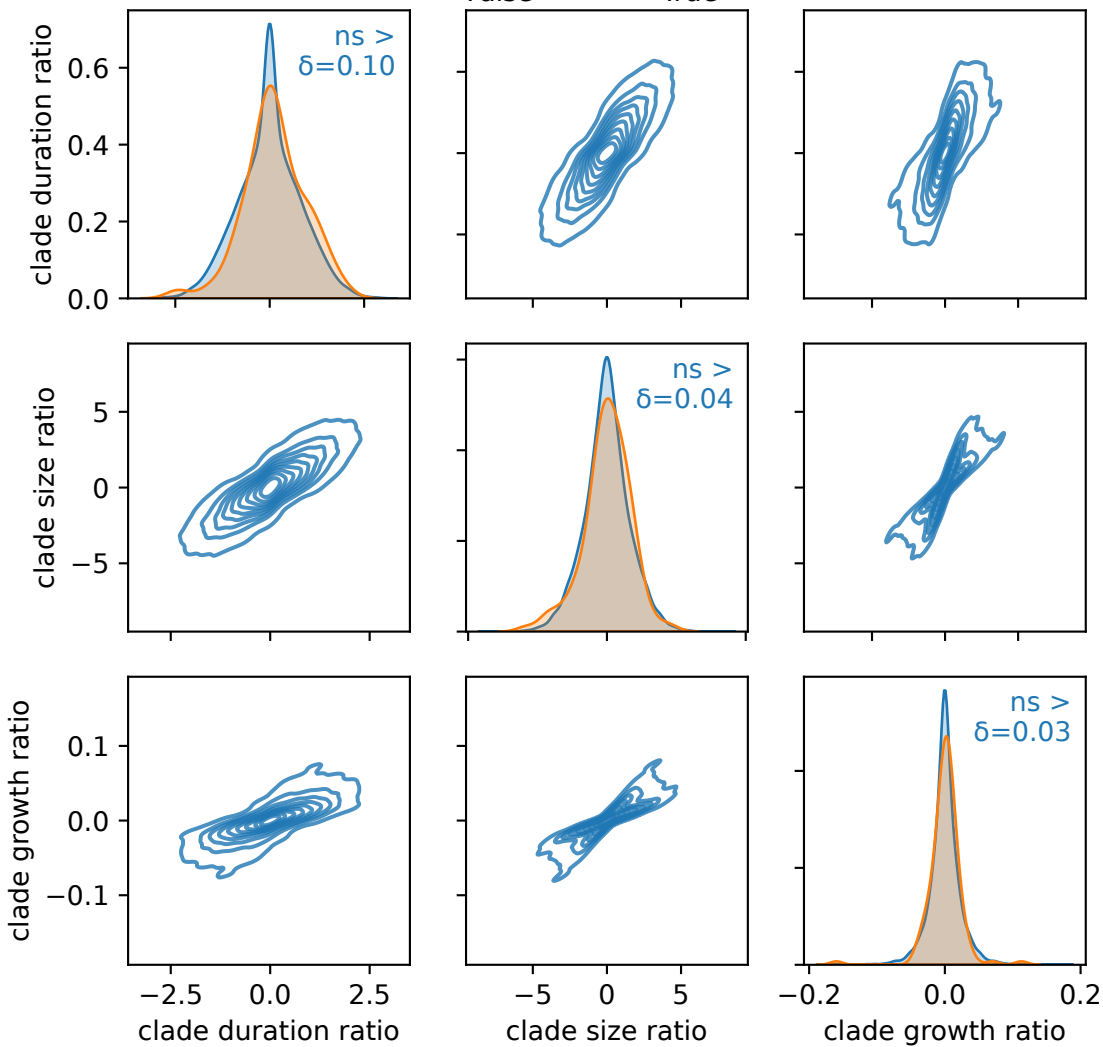 clade duration ratio
0.6
0.4
0.2
0.0
ns >
δ=0.10
clade size ratio
5
0
−5
ns >
δ=0.04
clade growth ratio
0.1
0.0
−0.1
ns >
δ=0.03
−2.5 0.0 2.5
−5 0 5
−0.2 0.0 0.2
clade duration ratio
clade size ratio
clade growth ratio